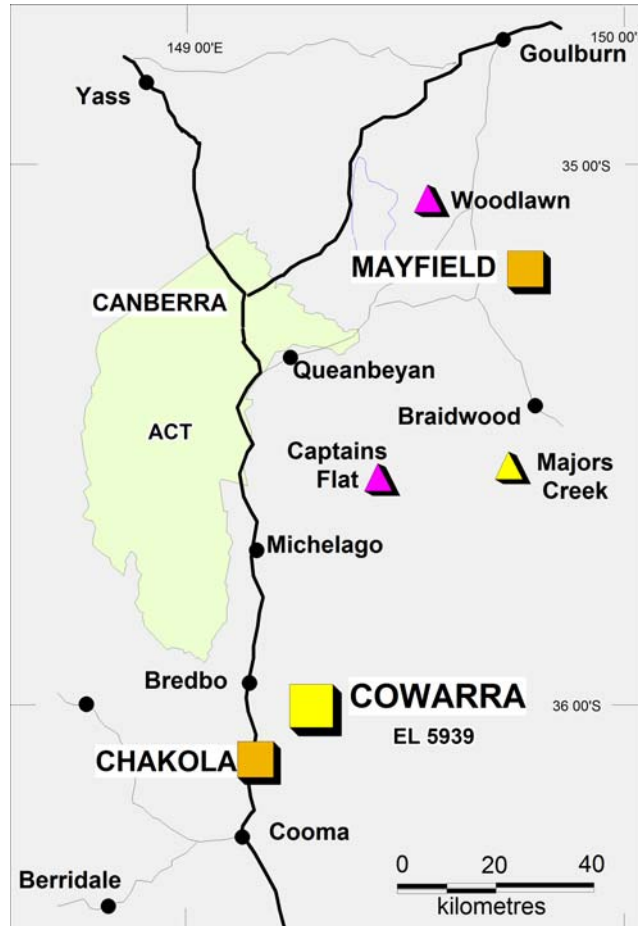 149 00'E
150 00'
Goulburn
Yass
35 00'S
Woodlawn
MAYFIELD
CANBERRA
Queanbeyan
Braidwood
ACT
Captains
Flat
Majors
Creek
Michelago
Bredbo
COWARRA
36 00'S
EL 5939
CHAKOLA
Cooma
0 20 40
Berridale
kilometres